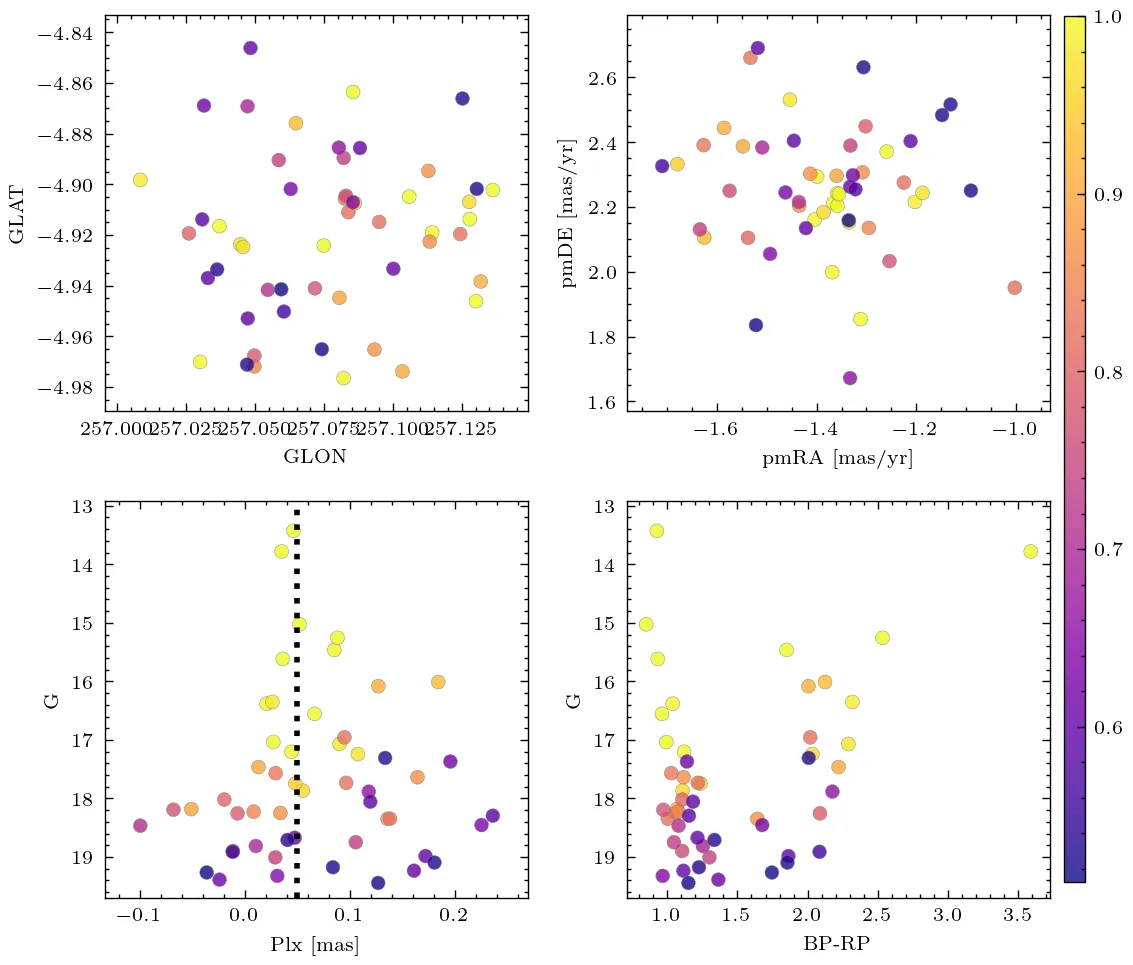 −4.84
−4.86
−4.88
−4.90
−4.92
−4.94
−4.96
−4.98
GLAT
257.000 257.025 257.050 257.075 257.100 257.125
GLON
2.6
2.4
2.2
2.0
1.8
1.6
pmDE [mas/yr]
−1.6 −1.4 −1.2 −1.0
pmRA [mas/yr]
1.0
0.9
0.8
0.7
0.6
13
14
15
16
17
18
19
G
−0.1 0.0 0.1 0.2
Plx [mas]
13
14
15
16
17
18
19
G
1.0 1.5 2.0 2.5 3.0 3.5
BP-RP